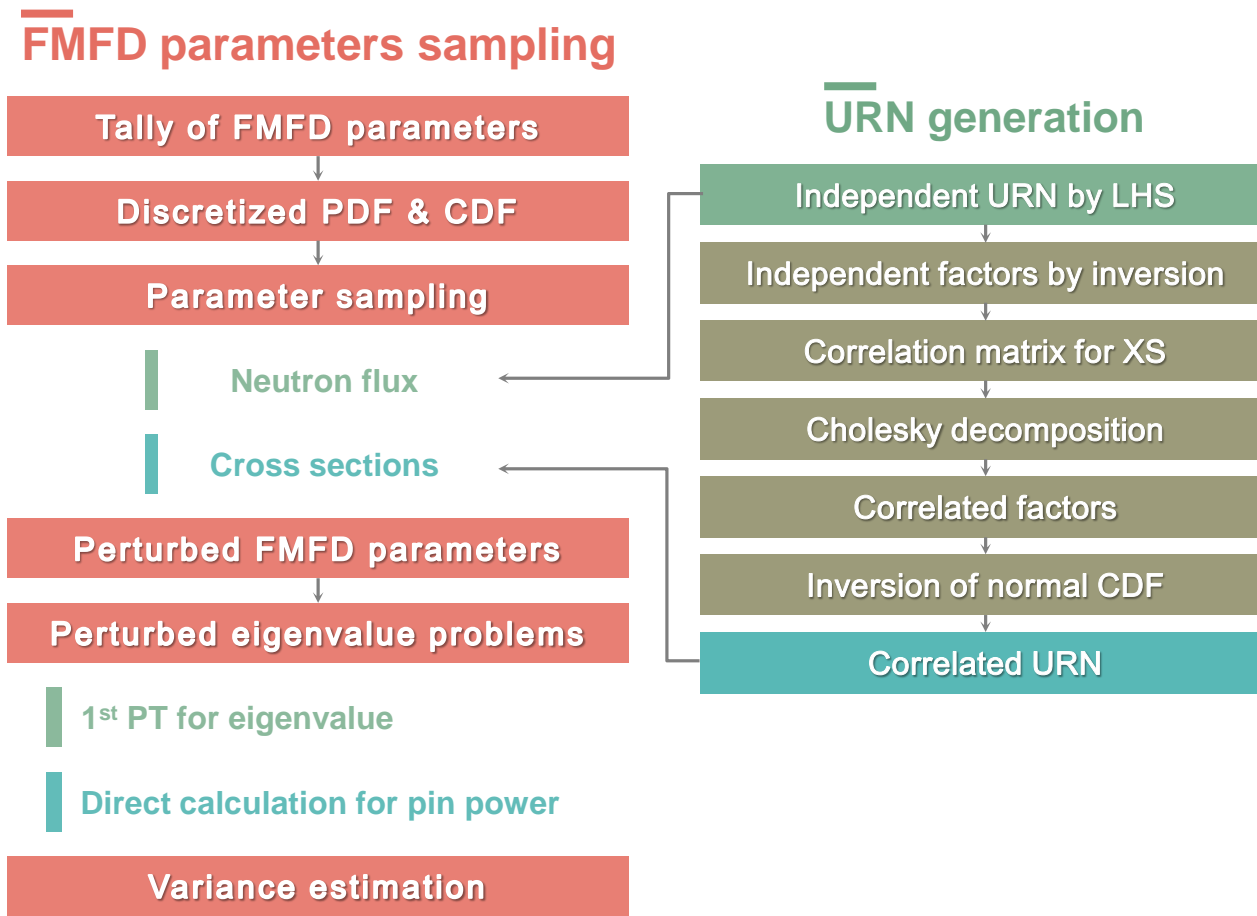 FMFD parameters sampling
Tally of FMFD parameters
Discretized PDF & CDF
Parameter sampling
Neutron flux
Cross sections
Perturbed FMFD parameters
Perturbed eigenvalue problems
1st PT for eigenvalue
Direct calculation for pin power
Variance estimation
URN generation
Independent URN by LHS
Independent factors by inversion
Correlation matrix for XS
Cholesky decomposition
Correlated factors
Inversion of normal CDF
Correlated URN